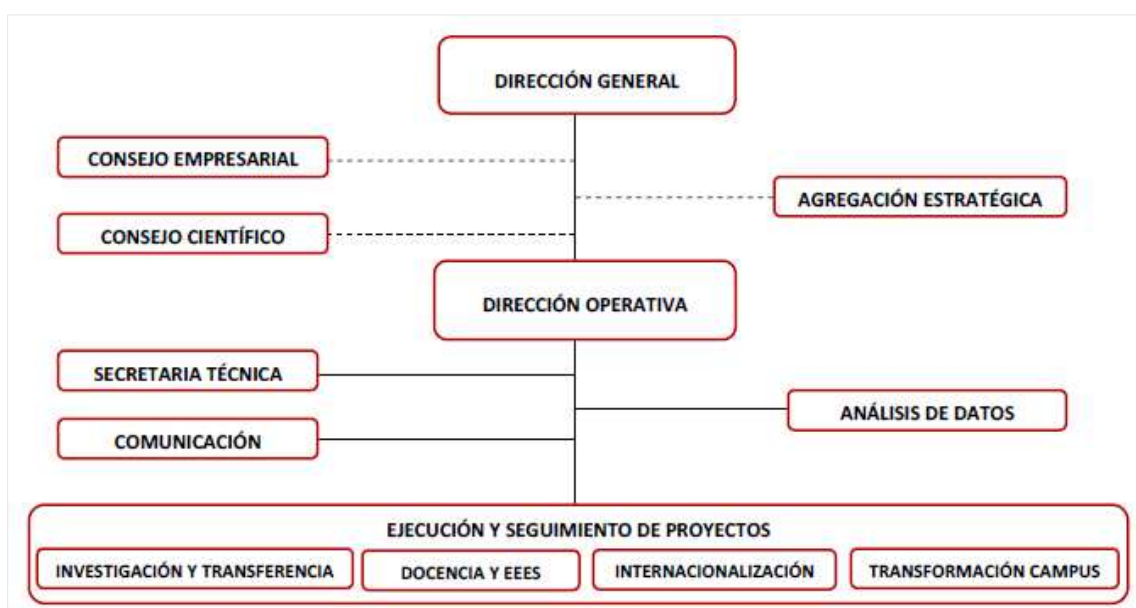 DIRECCIÓN GENERAL
CONSEJO EMPRESARIAL
AGREGACIÓN ESTRATÉGICA
CONSEJO CIENTÍFICO
DIRECCIÓN OPERATIVA
SECRETARIA TÉCNICA
ANÁLISIS DE DATOS
COMUNICACIÓN
EJECUCIÓN Y SEGUIMIENTO DE PROYECTOS
INVESTIGACIÓN Y TRANSFERENCIA
DOCENCIA Y EEES
INTERNACIONALIZACIÓN
TRANSFORMACIÓN CAMPUS